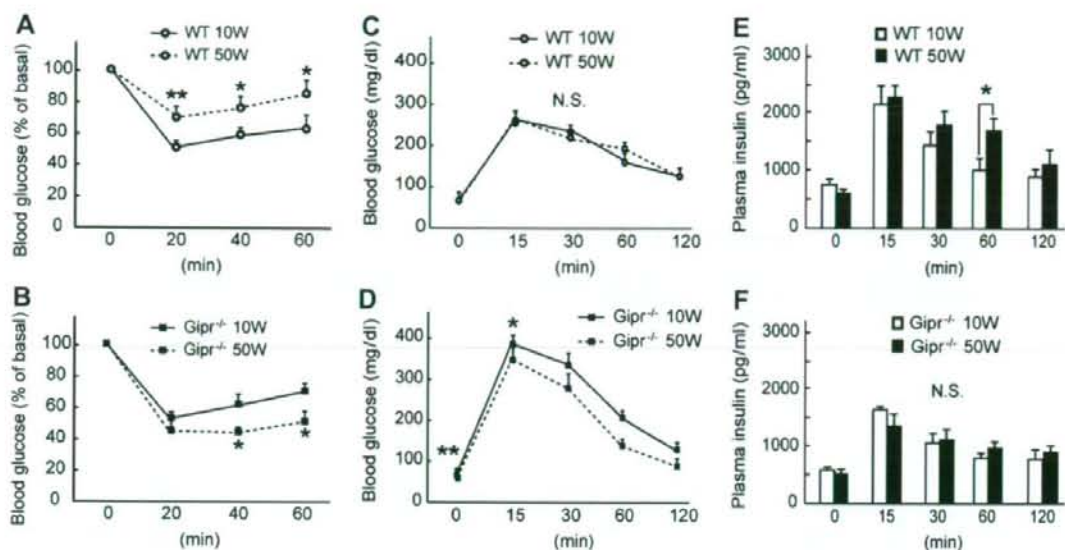 A
WT 10W
WT 50W
Blood glucose (% of basal)
100
80
60
40
20
0
** * *
0 20 40 60
(min)
C
WT 10W
WT 50W
Blood glucose (mg/dl)
400
300
200
100
0
N.S.
0 15 30 60 120
(min)
E
WT 10W
WT 50W
Plasma insulin (pg/ml)
3000
2000
1000
0
*
0 15 30 60 120
(min)
B
Gipr-/- 10W
Gipr-/- 50W
Blood glucose (% of basal)
100
80
60
40
20
0
* *
0 20 40 60
(min)
D
Gipr-/- 10W
Gipr-/- 50W
Blood glucose (mg/dl)
400
300
200
100
0
** *
0 15 30 60 120
(min)
F
Gipr-/- 10W
Gipr-/- 50W
Plasma insulin (pg/ml)
3000
2000
1000
0
N.S.
0 15 30 60 120
(min)